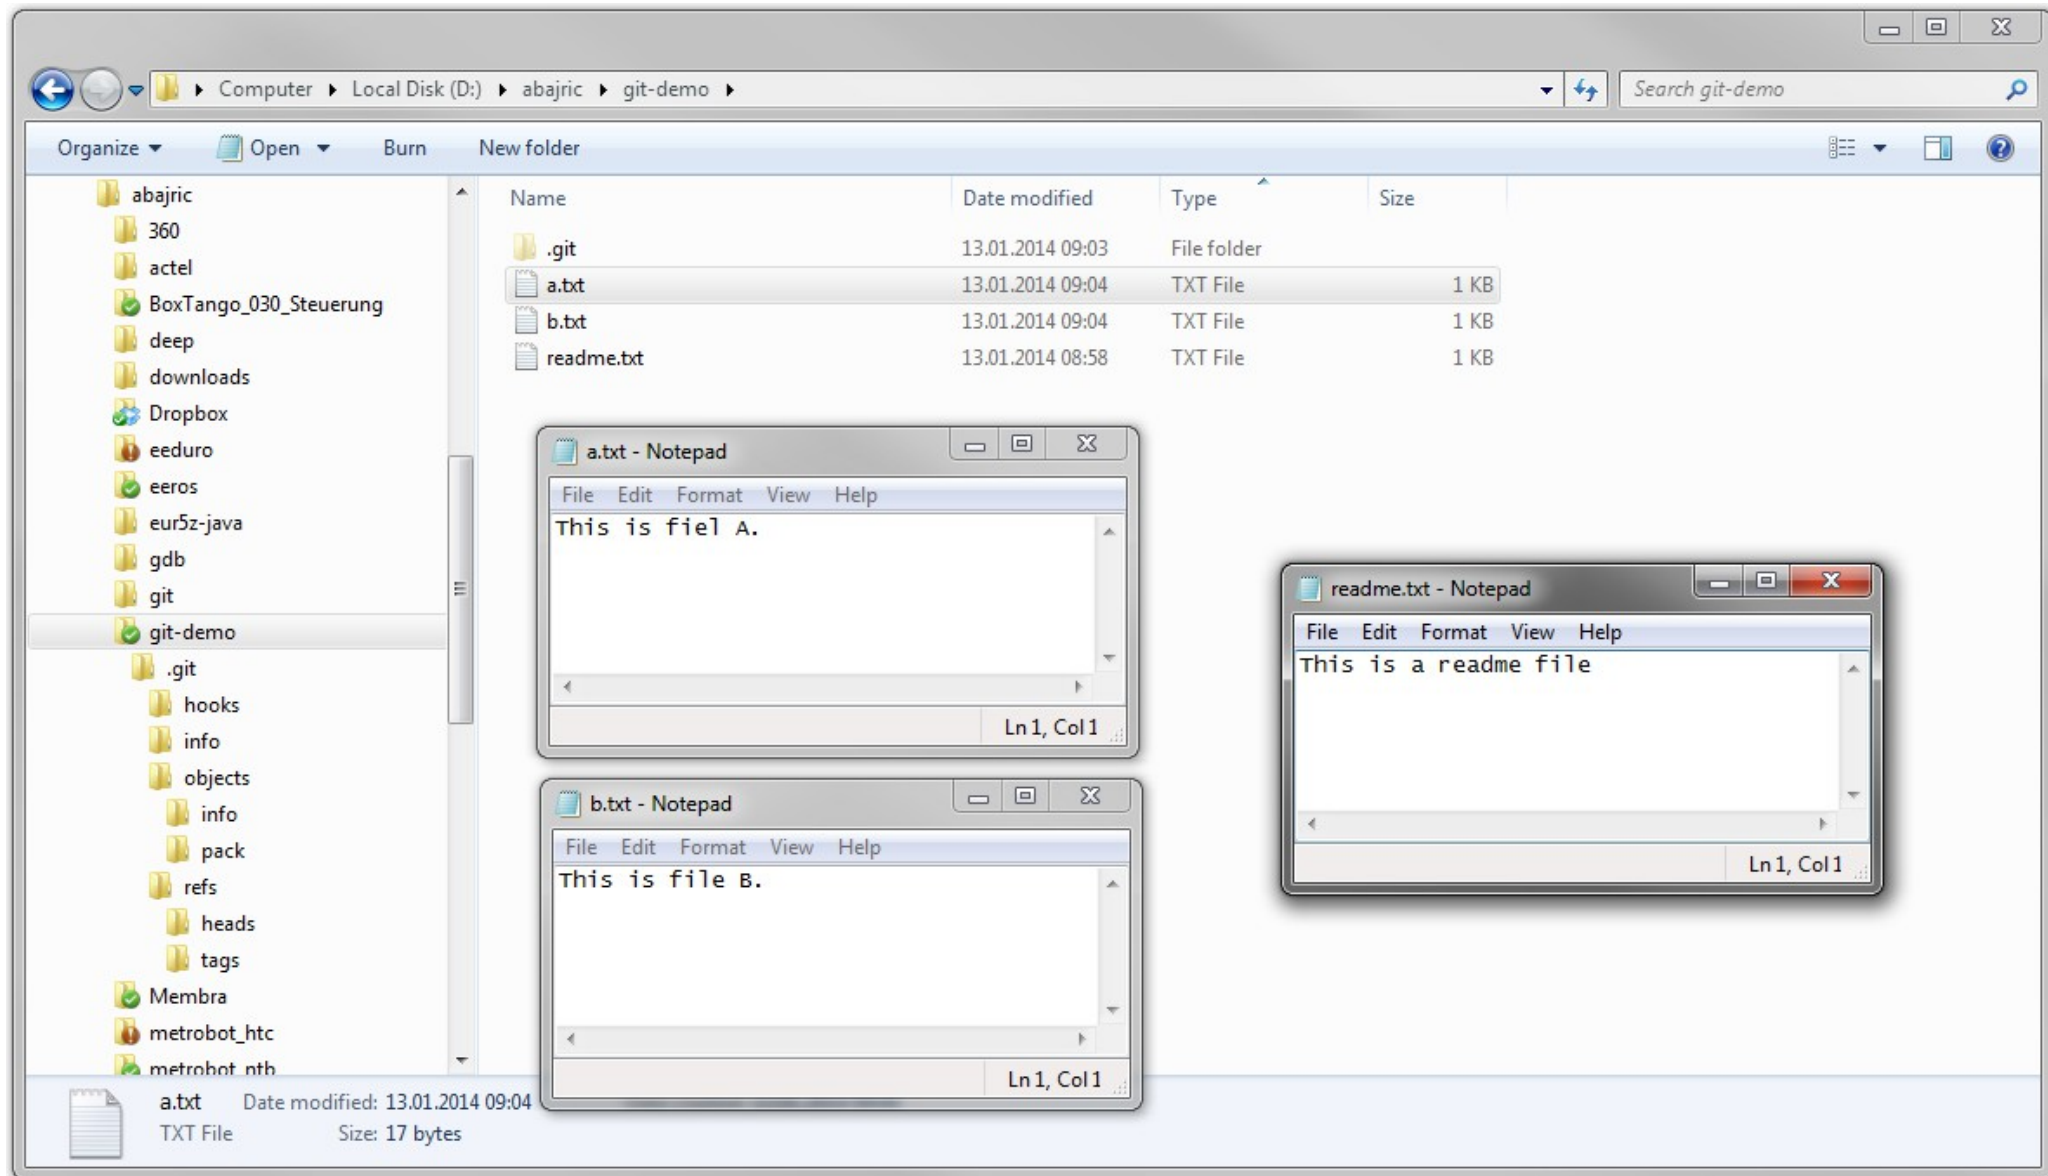 Computer Local Disk (D:) abajric git-demo
Search git-demo
Organize Open Burn New folder
abajric
360
actel
BoxTango_030_Steuerung
deep
downloads
Dropbox
eeduro
eeros
eur5z-java
gdb
git
git-demo
.git
hooks
info
objects
info
pack
refs
heads
tags
Membra
metrobot_htc
metrobot_ntb
Name Date modified Type Size
.git 13.01.2014 09:03 File folder
a.txt 13.01.2014 09:04 TXT File 1 KB
b.txt 13.01.2014 09:04 TXT File 1 KB
readme.txt 13.01.2014 08:58 TXT File 1 KB
a.txt - Notepad
File Edit Format View Help
This is fiel A.
Ln 1, Col 1
b.txt - Notepad
File Edit Format View Help
This is file B.
Ln 1, Col 1
readme.txt - Notepad
File Edit Format View Help
This is a readme file
Ln 1, Col 1
a.txt Date modified: 13.01.2014 09:04
TXT File Size: 17 bytes